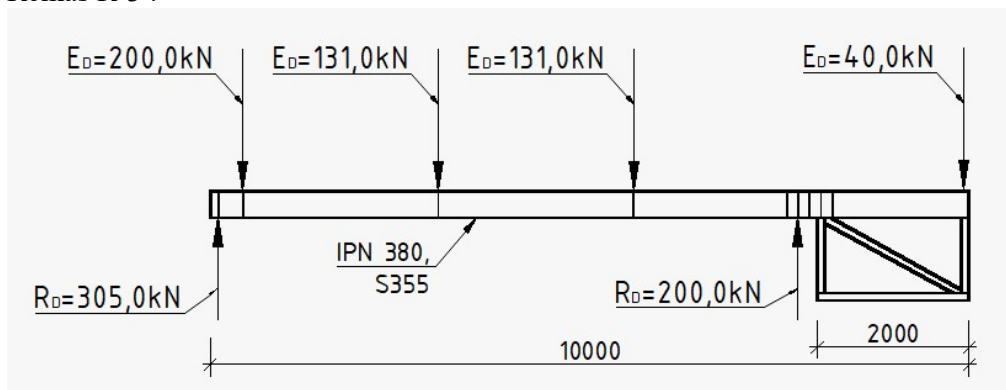 E_D=200,0kN E_D=131,0kN E_D=131,0kN E_D=40,0kN
IPN 380,
S355
R_D=305,0kN R_D=200,0kN
2000
10000